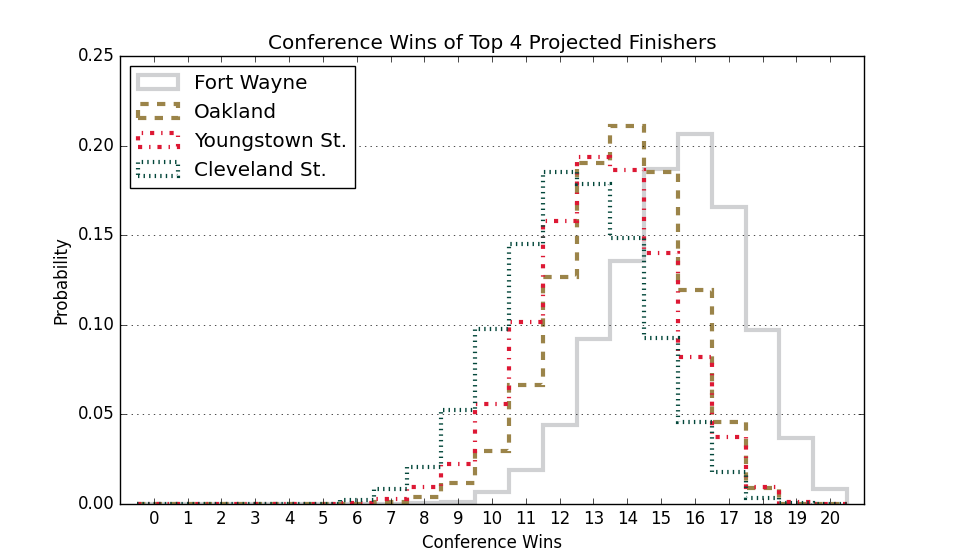 Conference Wins of Top 4 Projected Finishers
0.25
0.20
0.15
0.10
0.05
0.00
Probability
Fort Wayne
Oakland
Youngstown St.
Cleveland St.
0 1 2 3 4 5 6 7 8 9 10 11 12 13 14 15 16 17 18 19 20
Conference Wins